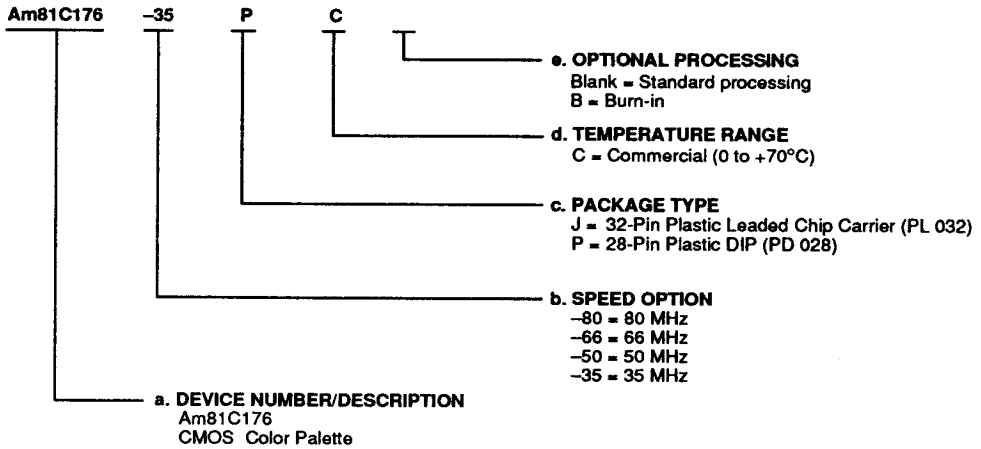 Am81C176 –35 P C
e. OPTIONAL PROCESSING
Blank = Standard processing
B = Burn-in
d. TEMPERATURE RANGE
C = Commercial (0 to +70°C)
c. PACKAGE TYPE
J = 32-Pin Plastic Leaded Chip Carrier (PL 032)
P = 28-Pin Plastic DIP (PD 028)
b. SPEED OPTION
–80 = 80 MHz
–66 = 66 MHz
–50 = 50 MHz
–35 = 35 MHz
a. DEVICE NUMBER/DESCRIPTION
Am81C176
CMOS Color Palette